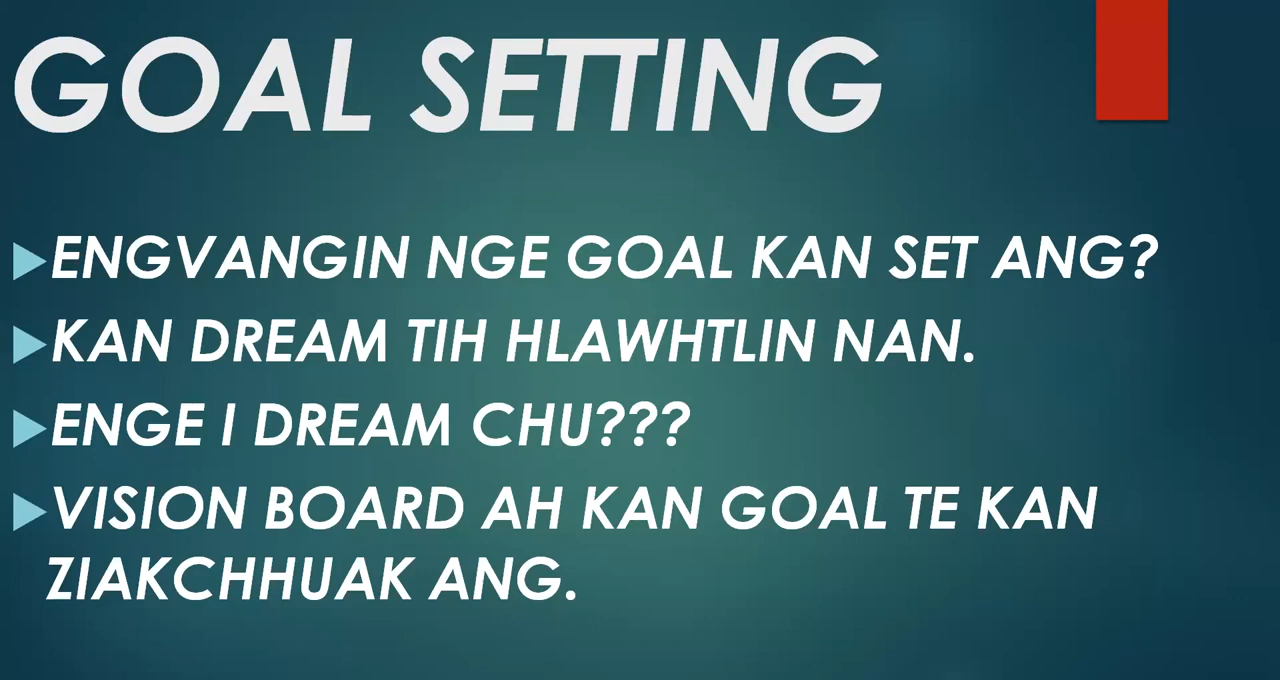 GOAL SETTING
ENGVANGIN NGE GOAL KAN SET ANG?
KAN DREAM TIH HLAWHTLIN NAN.
ENGE I DREAM CHU???
VISION BOARD AH KAN GOAL TE KAN
ZIAKCHHUAK ANG.